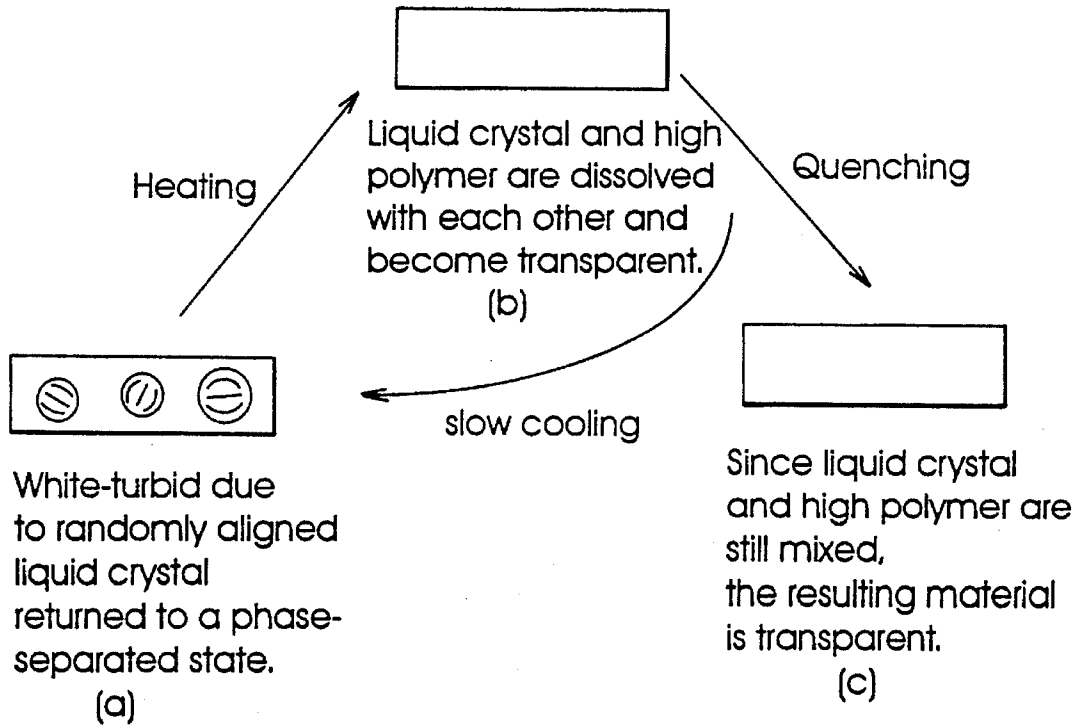 Liquid crystal and high
polymer are dissolved
with each other and
become transparent.
(b)
Heating
Quenching
slow cooling
White-turbid due
to randomly aligned
liquid crystal
returned to a phase-
separated state.
(a)
Since liquid crystal
and high polymer are
still mixed,
the resulting material
is transparent.
(c)